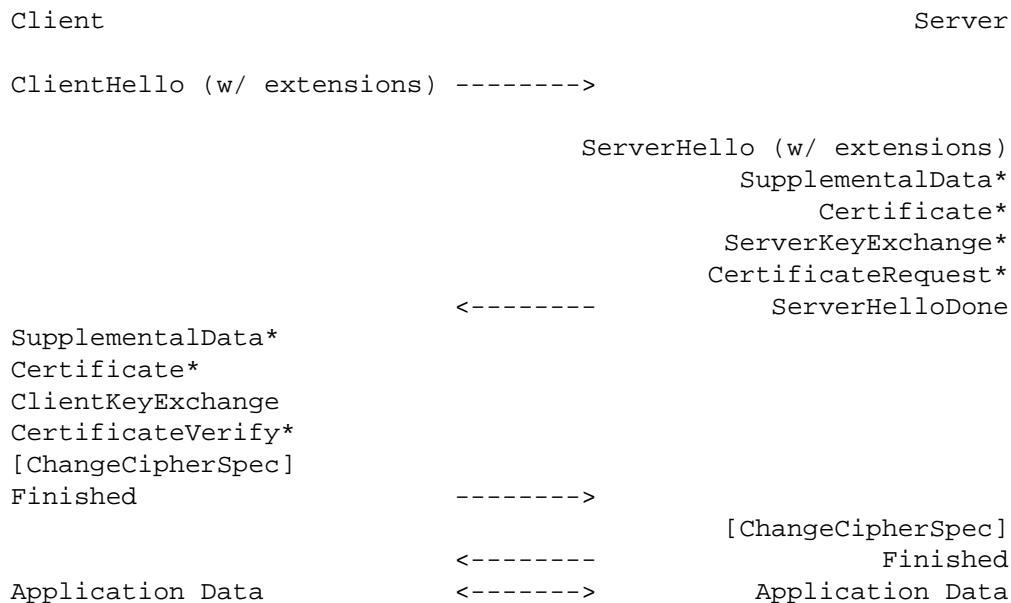 Client Server
ClientHello (w/ extensions) -------->
ServerHello (w/ extensions)
SupplementalData*
Certificate*
ServerKeyExchange*
CertificateRequest*
<-------- ServerHelloDone
SupplementalData*
Certificate*
ClientKeyExchange
CertificateVerify*
[ChangeCipherSpec]
Finished -------->
[ChangeCipherSpec]
<-------- Finished
Application Data <-------> Application Data